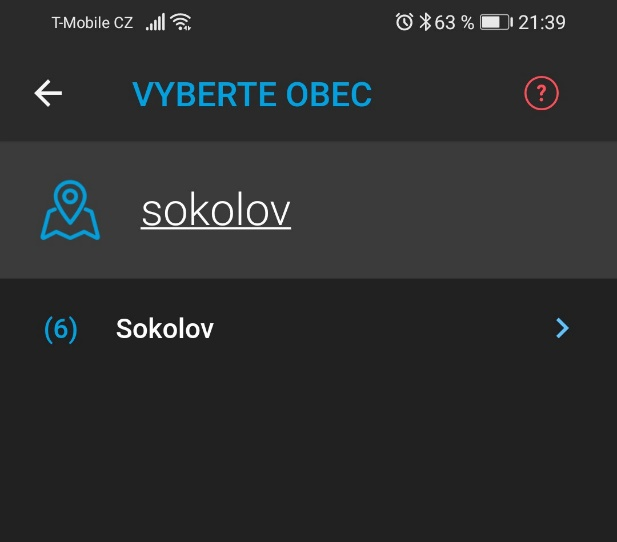 T-Mobile CZ 63 % 21:39
VYBERTE OBEC ?
sokolov
(6) Sokolov